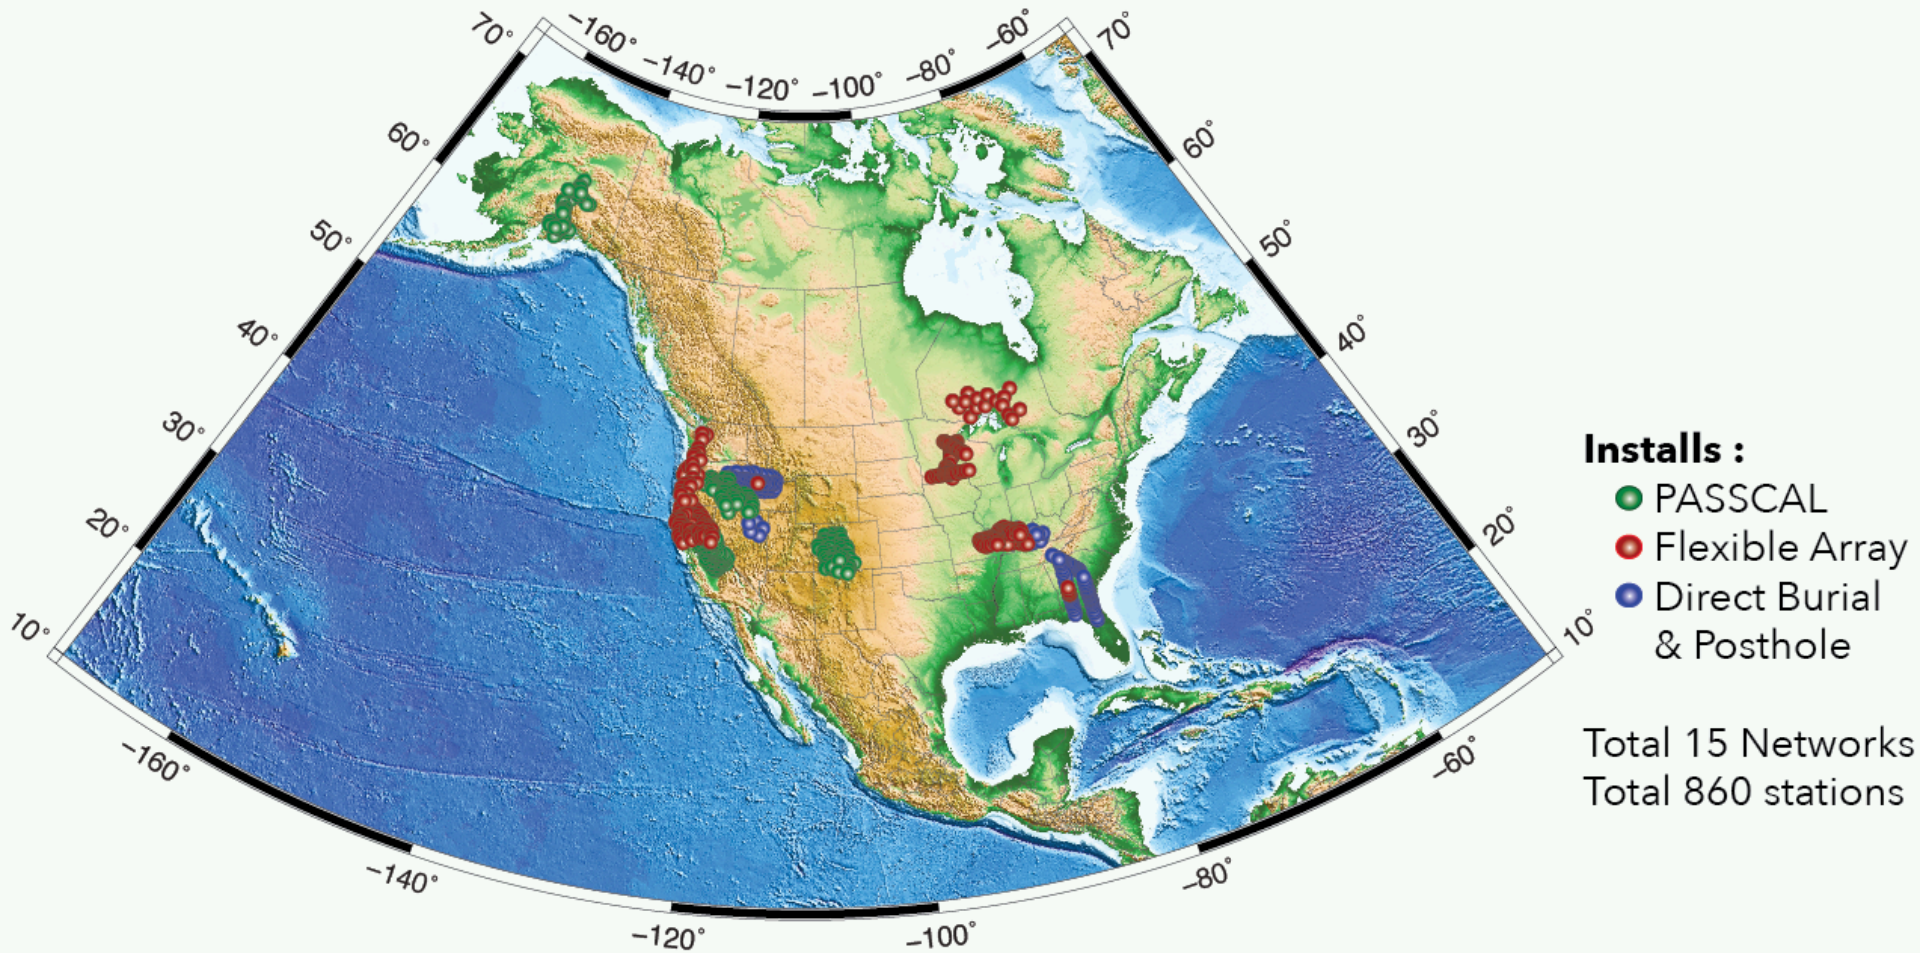 −160° −140° −120° −100° −80° −60°
70° 70°
60° 60°
50° 50°
40° 40°
30° 30°
20° 20°
10° 10°
−160° −140° −120° −100° −80° −60°
Installs :
PASSCAL
Flexible Array
Direct Burial
& Posthole
Total 15 Networks
Total 860 stations